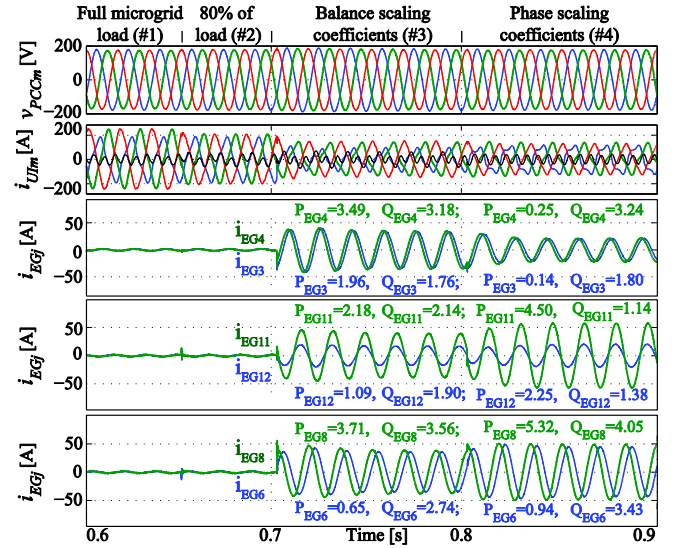 Full microgrid load (#1)
80% of load (#2)
Balance scaling coefficients (#3)
Phase scaling coefficients (#4)
v_PCCm [V]
200
0
−200
i_UIm [A]
200
0
−200
i_EGj [A]
50
0
−50
i_EG4
i_EG3
P_EG4=3.49, Q_EG4=3.18;
P_EG4=0.25, Q_EG4=3.24
P_EG3=1.96, Q_EG3=1.76;
P_EG3=0.14, Q_EG3=1.80
i_EGj [A]
50
0
−50
i_EG11
i_EG12
P_EG11=2.18, Q_EG11=2.14;
P_EG11=4.50, Q_EG11=1.14
P_EG12=1.09, Q_EG12=1.90;
P_EG12=2.25, Q_EG12=1.38
i_EGj [A]
50
0
−50
i_EG8
i_EG6
P_EG8=3.71, Q_EG8=3.56;
P_EG8=5.32, Q_EG8=4.05
P_EG6=0.65, Q_EG6=2.74;
P_EG6=0.94, Q_EG6=3.43
0.6
0.7
Time [s]
0.8
0.9